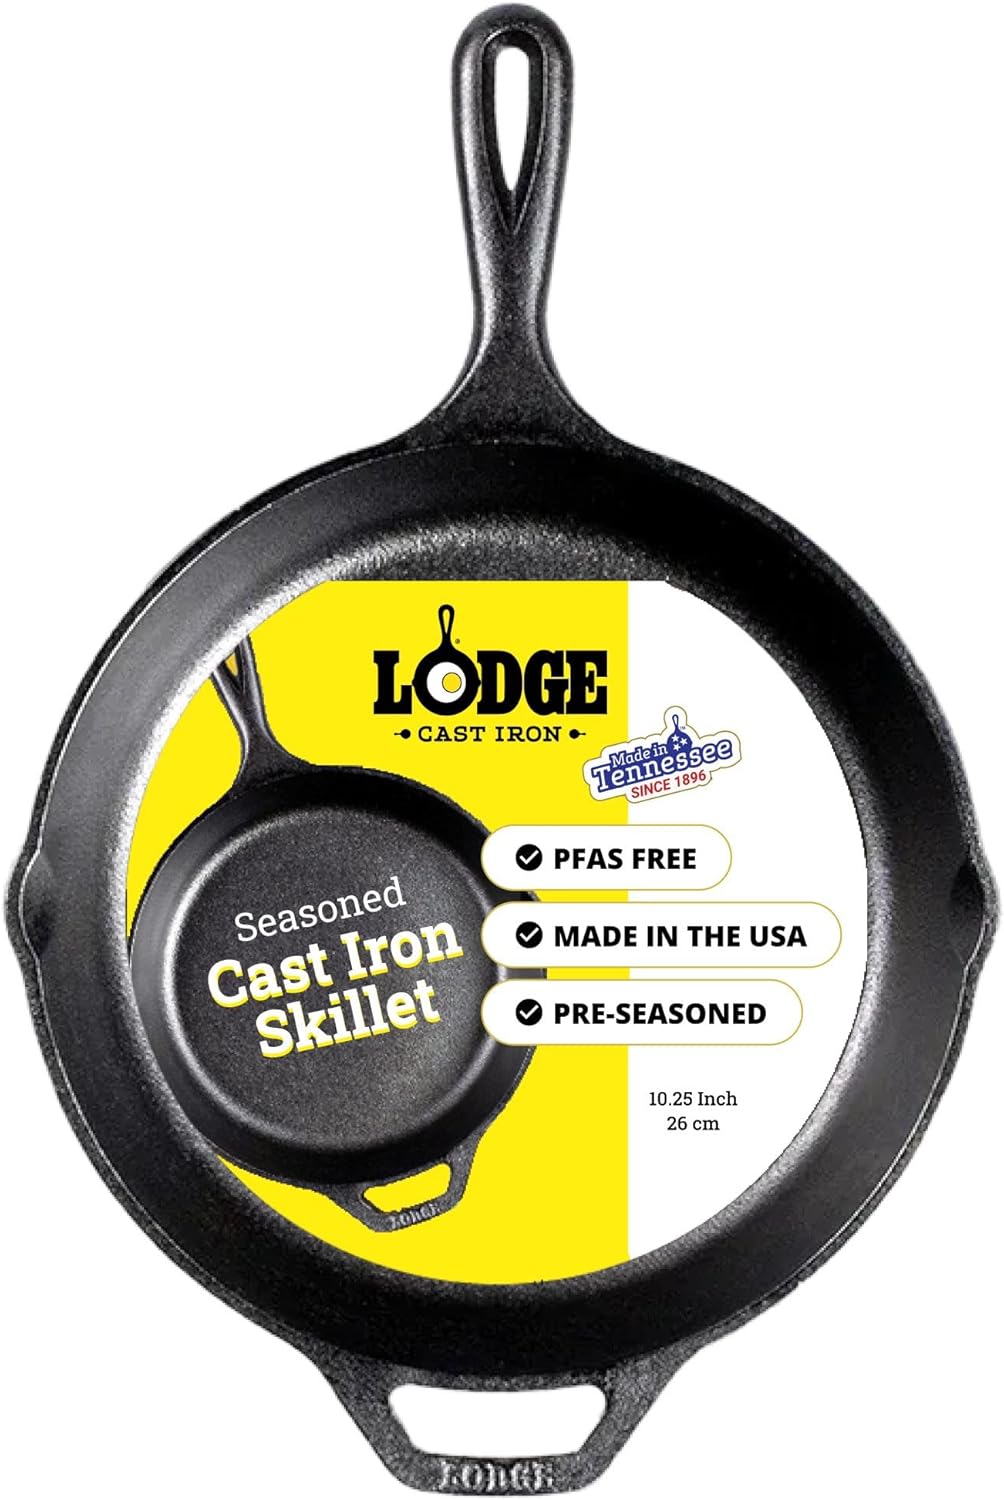 LODGE
CAST IRON
Made in
Tennessee
SINCE 1896
PFAS FREE
MADE IN THE USA
PRE-SEASONED
Seasoned
Cast Iron
Skillet
10.25 Inch
26 cm
LODGE
LODGE